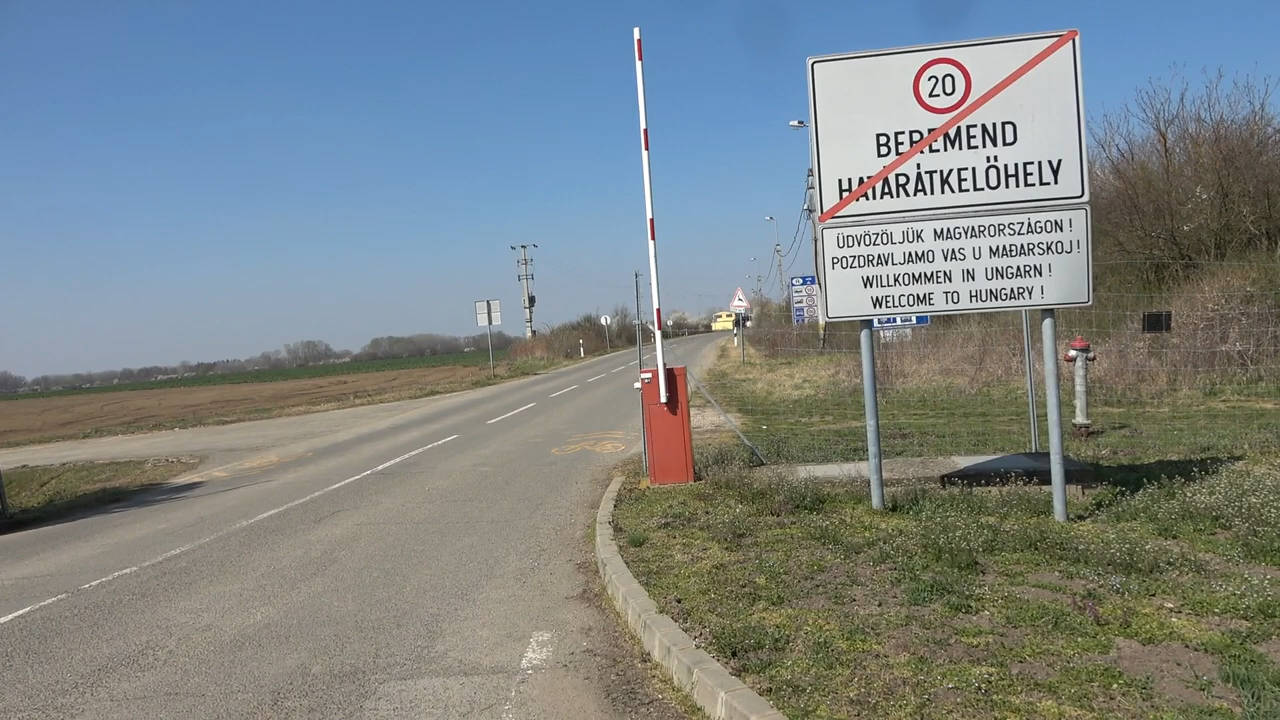 20
BEREMEND
HATÁRÁTKELŐHELY
ÜDVÖZÖLJÜK MAGYARORSZÁGON !
POZDRAVLJAMO VAS U MAĐARSKOJ !
WILLKOMMEN IN UNGARN !
WELCOME TO HUNGARY !